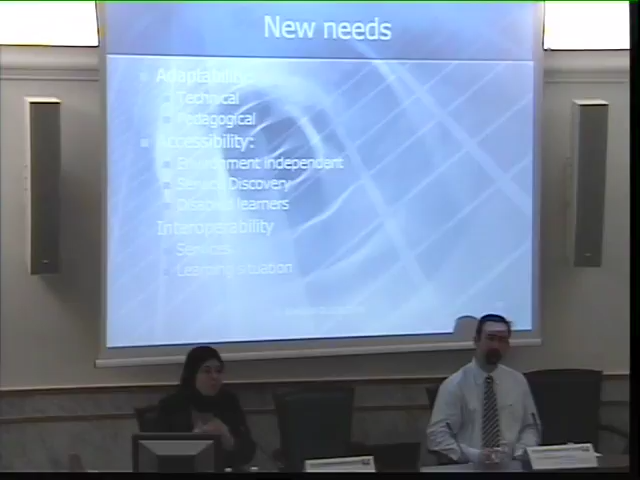 New needs
Adaptability:
Technical
Pedagogical
Accessibility:
Environment independant
Service Discovery
Disabled learners
Interoperability
Services
Learning situation